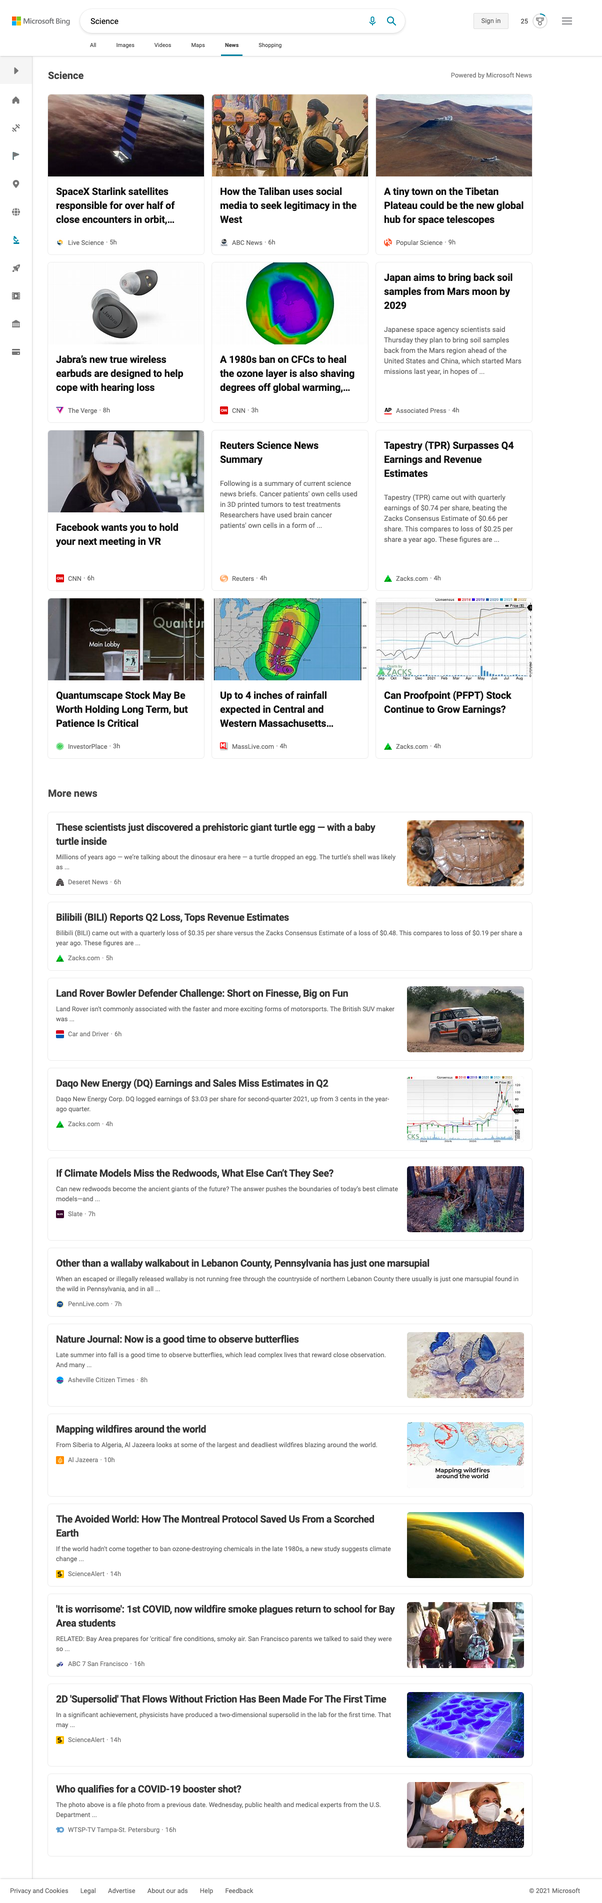 Microsoft Bing
Science
Sign in
25
All
Images
Videos
Maps
News
Shopping
Science
Powered by Microsoft News
SpaceX Starlink satellites
responsible for over half of
close encounters in orbit,...
Live Science · 5h
How the Taliban uses social
media to seek legitimacy in the
West
ABC News · 6h
A tiny town on the Tibetan
Plateau could be the new global
hub for space telescopes
Popular Science · 9h
JABRA
Jabra's new true wireless
earbuds are designed to help
cope with hearing loss
The Verge · 8h
A 1980s ban on CFCs to heal
the ozone layer is also shaving
degrees off global warming,...
CNN · 3h
Japan aims to bring back soil
samples from Mars moon by
2029
Japanese space agency scientists said
Thursday they plan to bring soil samples
back from the Mars region ahead of the
United States and China, which started Mars
missions last year, in hopes of ...
AP
Associated Press · 4h
Facebook wants you to hold
your next meeting in VR
CNN · 6h
Reuters Science News
Summary
Following is a summary of current science
news briefs. Cancer patients' own cells used
in 3D printed tumors to test treatments
Researchers have used brain cancer
patients' own cells in a form of ...
Reuters · 4h
Tapestry (TPR) Surpasses Q4
Earnings and Revenue
Estimates
Tapestry (TPR) came out with quarterly
earnings of $0.74 per share, beating the
Zacks Consensus Estimate of $0.66 per
share. This compares to loss of $0.25 per
share a year ago. These figures are ...
Zacks.com · 4h
Main Lobby
Quantumscape Stock May Be
Worth Holding Long Term, but
Patience Is Critical
InvestorPlace · 3h
Up to 4 inches of rainfall
expected in Central and
Western Massachusetts...
MassLive.com · 4h
Consensus
Price ($)
ZACKS
Can Proofpoint (PFPT) Stock
Continue to Grow Earnings?
Zacks.com · 4h
More news
These scientists just discovered a prehistoric giant turtle egg — with a baby
turtle inside
Millions of years ago — we're talking about the dinosaur era here — a turtle dropped an egg. The turtle's shell was likely
as ...
Deseret News · 6h
Bilibili (BILI) Reports Q2 Loss, Tops Revenue Estimates
Bilibili (BILI) came out with a quarterly loss of $0.35 per share versus the Zacks Consensus Estimate of a loss of $0.48. This compares to loss of $0.19 per share a
year ago. These figures are ...
Zacks.com · 5h
Land Rover Bowler Defender Challenge: Short on Finesse, Big on Fun
Land Rover isn't commonly associated with the faster and more exciting forms of motorsports. The British SUV maker
was ...
Car and Driver · 6h
Daqo New Energy (DQ) Earnings and Sales Miss Estimates in Q2
Daqo New Energy Corp. DQ logged earnings of $3.03 per share for second-quarter 2021, up from 3 cents in the year-
ago quarter.
Zacks.com · 4h
If Climate Models Miss the Redwoods, What Else Can't They See?
Can new redwoods become the ancient giants of the future? The answer pushes the boundaries of today's best climate
models—and ...
Slate · 7h
Other than a wallaby walkabout in Lebanon County, Pennsylvania has just one marsupial
When an escaped or illegally released wallaby is not running free through the countryside of northern Lebanon County there usually is just one marsupial found in
the wild in Pennsylvania, and in all ...
PennLive.com · 7h
Nature Journal: Now is a good time to observe butterflies
Late summer into fall is a good time to observe butterflies, which lead complex lives that reward close observation.
And many ...
Asheville Citizen Times · 8h
Mapping wildfires around the world
From Siberia to Algeria, Al Jazeera looks at some of the largest and deadliest wildfires blazing around the world.
Al Jazeera · 10h
Mapping wildfires
around the world
The Avoided World: How The Montreal Protocol Saved Us From a Scorched
Earth
If the world hadn't come together to ban ozone-destroying chemicals in the late 1980s, a new study suggests climate
change ...
ScienceAlert · 14h
'It is worrisome': 1st COVID, now wildfire smoke plagues return to school for Bay
Area students
RELATED: Bay Area prepares for 'critical' fire conditions, smoky air. San Francisco parents we talked to said they were
so ...
ABC 7 San Francisco · 16h
2D 'Supersolid' That Flows Without Friction Has Been Made For The First Time
In a significant achievement, physicists have produced a two-dimensional supersolid in the lab for the first time. That
may ...
ScienceAlert · 14h
Who qualifies for a COVID-19 booster shot?
The photo above is a file photo from a previous date. Wednesday, public health and medical experts from the U.S.
Department ...
WTSP-TV Tampa-St. Petersburg · 16h
Privacy and Cookies
Legal
Advertise
About our ads
Help
Feedback
© 2021 Microsoft